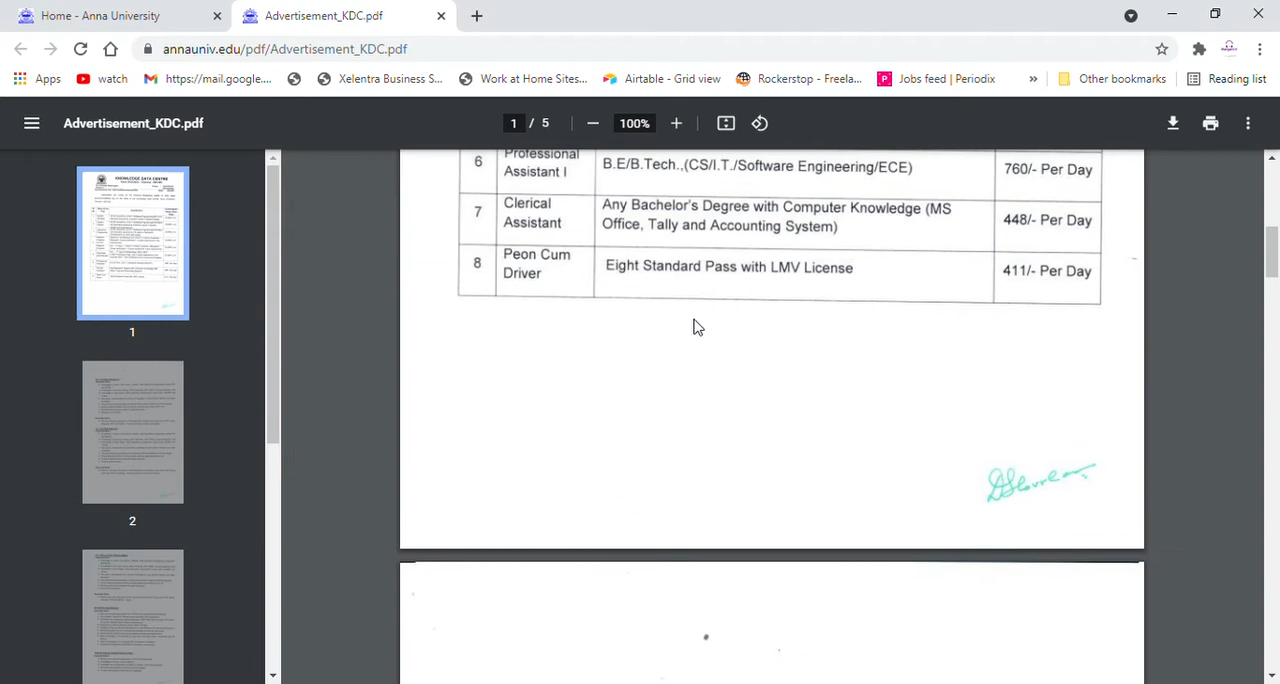 Home - Anna University
Advertisement_KDC.pdf
annauniv.edu/pdf/Advertisement_KDC.pdf
Apps
watch
https://mail.google....
Xelentra Business S...
Work at Home Sites...
Airtable - Grid view
Rockerstop - Freela...
P
Jobs feed | Periodix
»
Other bookmarks
Reading list
Advertisement_KDC.pdf
1 / 5
100%
KNOWLEDGE DATA CENTRE
1
2
6
Professional
Assistant I
B.E/B.Tech.,(CS/I.T./Software Engineering/ECE)
760/- Per Day
7
Clerical
Assistant
Any Bachelor's Degree with Computer Knowledge (MS
Office, Tally and Accounting System)
448/- Per Day
8
Peon Cum
Driver
Eight Standard Pass with LMV License
411/- Per Day